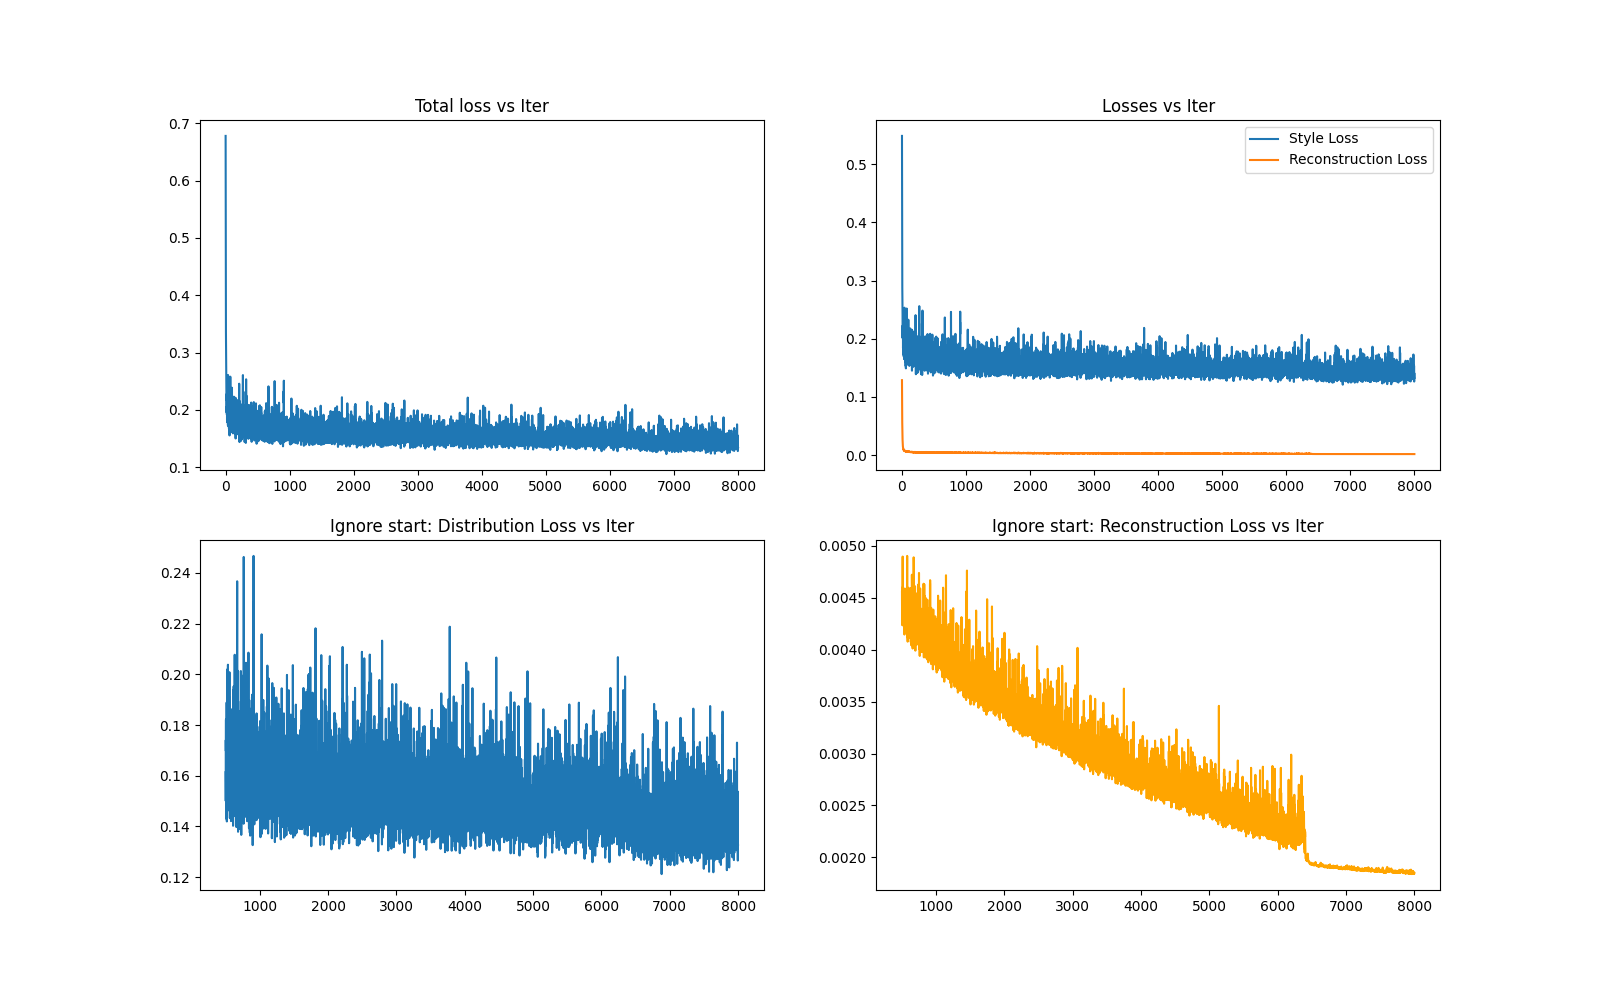 Total loss vs Iter
0.7
0.6
0.5
0.4
0.3
0.2
0.1
0 1000 2000 3000 4000 5000 6000 7000 8000
Losses vs Iter
Style Loss
Reconstruction Loss
0.5
0.4
0.3
0.2
0.1
0.0
0 1000 2000 3000 4000 5000 6000 7000 8000
Ignore start: Distribution Loss vs Iter
0.24
0.22
0.20
0.18
0.16
0.14
0.12
1000 2000 3000 4000 5000 6000 7000 8000
Ignore start: Reconstruction Loss vs Iter
0.0050
0.0045
0.0040
0.0035
0.0030
0.0025
0.0020
1000 2000 3000 4000 5000 6000 7000 8000